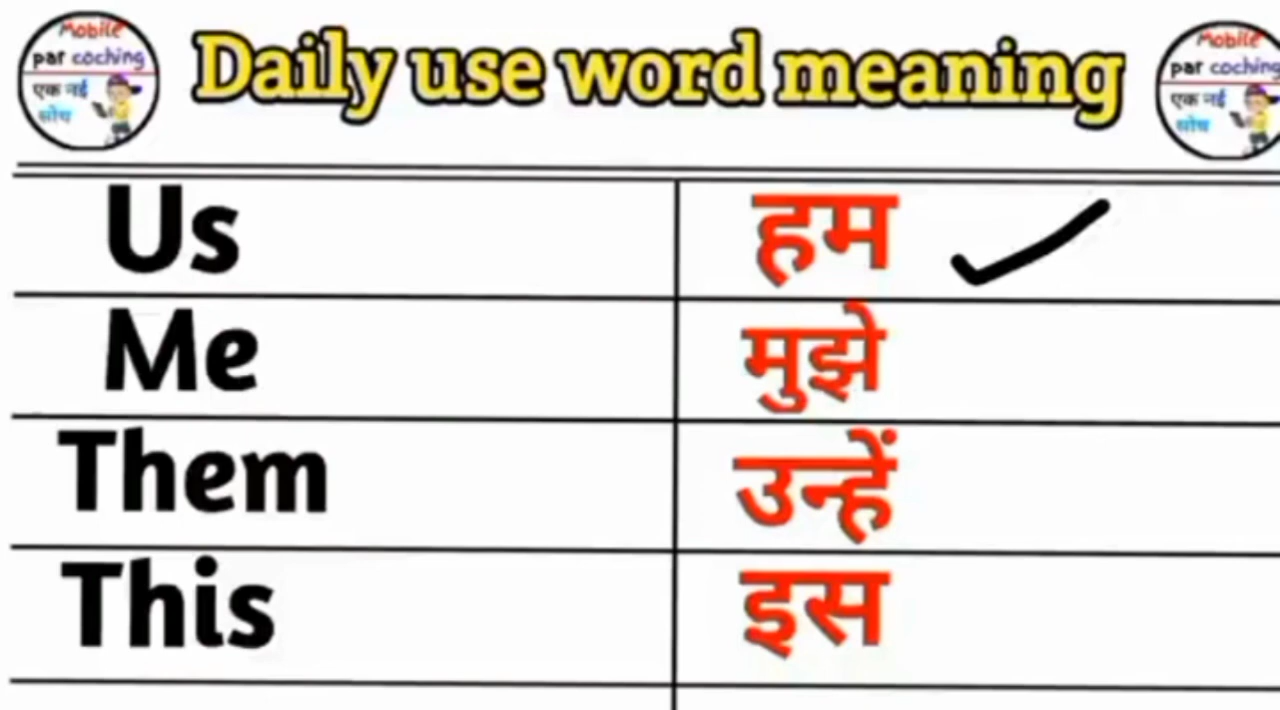 Mobile
par coching
एक नई
सोच
Daily use word meaning
Mobile
par coching
एक नई
सोच
Us हम
Me मुझे
Them उन्हें
This इस